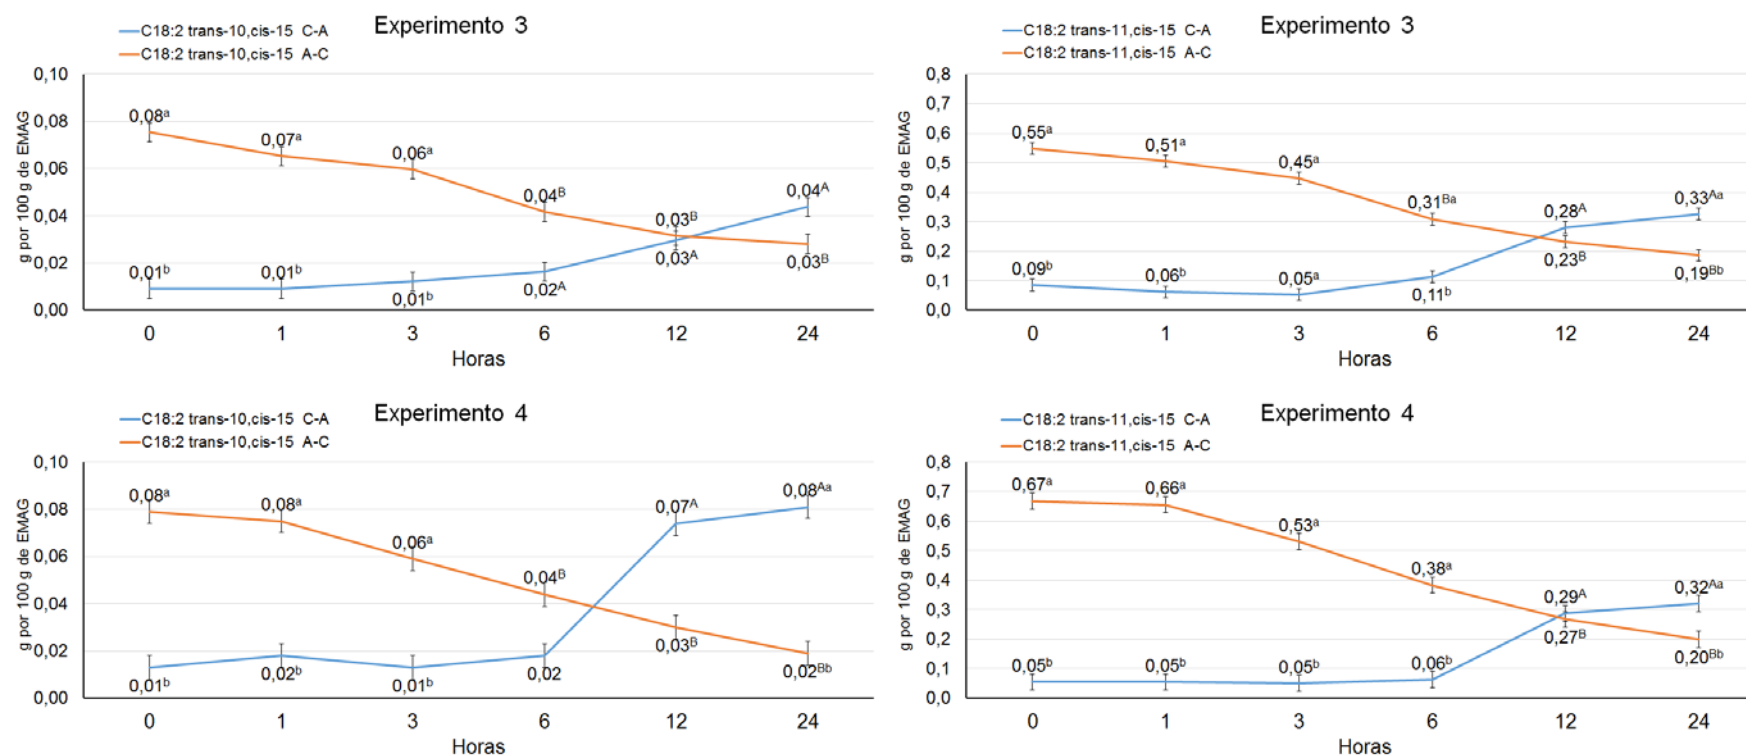 Experimento 3
C18:2 trans-10,cis-15 C-A
C18:2 trans-10,cis-15 A-C
g por 100 g de EMAG
0,10
0,08
0,06
0,04
0,02
0,00
0,08ᵃ
0,07ᵃ
0,06ᵃ
0,04ᴮ
0,03ᴮ
0,04ᴬ
0,01ᵇ
0,01ᵇ
0,01ᵇ
0,02ᴬ
0,03ᴬ
0,03ᴮ
0 1 3 6 12 24
Horas
Experimento 3
C18:2 trans-11,cis-15 C-A
C18:2 trans-11,cis-15 A-C
g por 100 g de EMAG
0,8
0,7
0,6
0,5
0,4
0,3
0,2
0,1
0,0
0,55ᵃ
0,51ᵃ
0,45ᵃ
0,31ᴮᵃ
0,28ᴬ
0,33ᴬᵃ
0,09ᵇ
0,06ᵇ
0,05ᵃ
0,11ᵇ
0,23ᴮ
0,19ᴮᵇ
0 1 3 6 12 24
Horas
Experimento 4
C18:2 trans-10,cis-15 C-A
C18:2 trans-10,cis-15 A-C
g por 100 g de EMAG
0,10
0,08
0,06
0,04
0,02
0,00
0,08ᵃ
0,08ᵃ
0,06ᵃ
0,04ᴮ
0,07ᴬ
0,08ᴬᵃ
0,01ᵇ
0,02ᵇ
0,01ᵇ
0,02
0,03ᴮ
0,02ᴮᵇ
0 1 3 6 12 24
Horas
Experimento 4
C18:2 trans-11,cis-15 C-A
C18:2 trans-11,cis-15 A-C
g por 100 g de EMAG
0,8
0,7
0,6
0,5
0,4
0,3
0,2
0,1
0,0
0,67ᵃ
0,66ᵃ
0,53ᵃ
0,38ᵃ
0,29ᴬ
0,32ᴬᵃ
0,05ᵇ
0,05ᵇ
0,05ᵇ
0,06ᵇ
0,27ᴮ
0,20ᴮᵇ
0 1 3 6 12 24
Horas